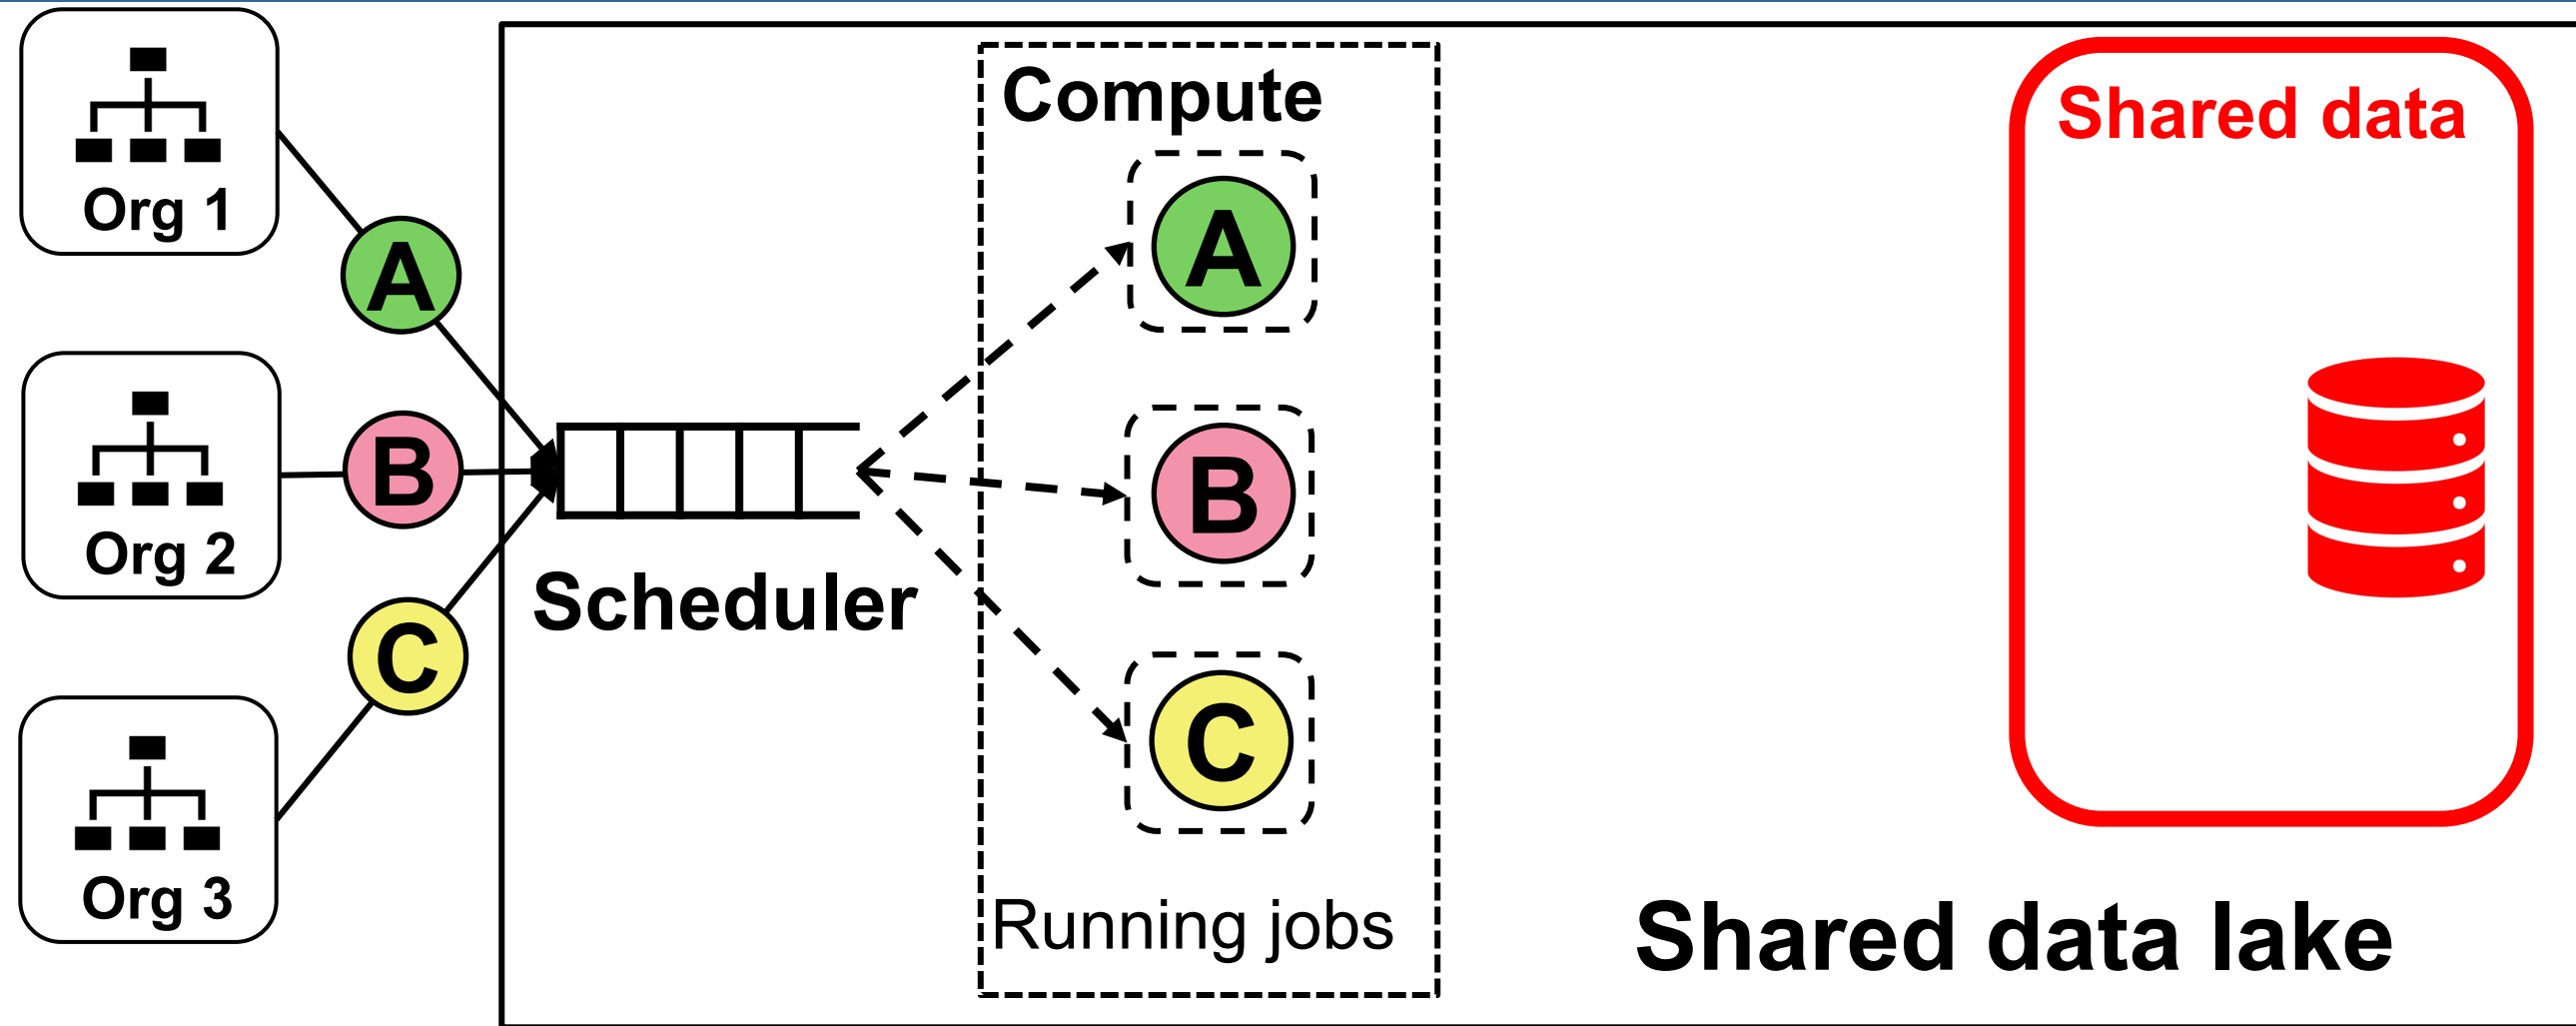 Org 1
A
Org 2
B
Org 3
C
Scheduler
Compute
A
B
C
Running jobs
Shared data
Shared data lake